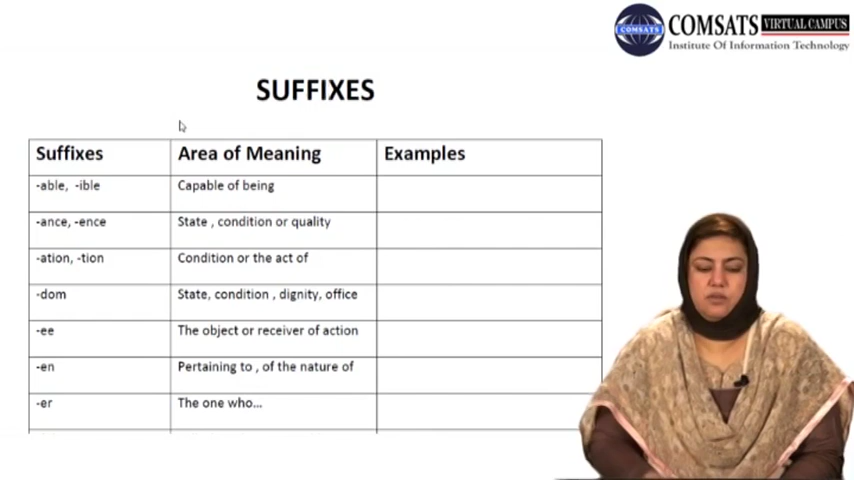 COMSATS
COMSATS VIRTUAL CAMPUS
Institute Of Information Technology
SUFFIXES
Suffixes Area of Meaning Examples
-able, -ible Capable of being
-ance, -ence State , condition or quality
-ation, -tion Condition or the act of
-dom State, condition , dignity, office
-ee The object or receiver of action
-en Pertaining to , of the nature of
-er The one who...